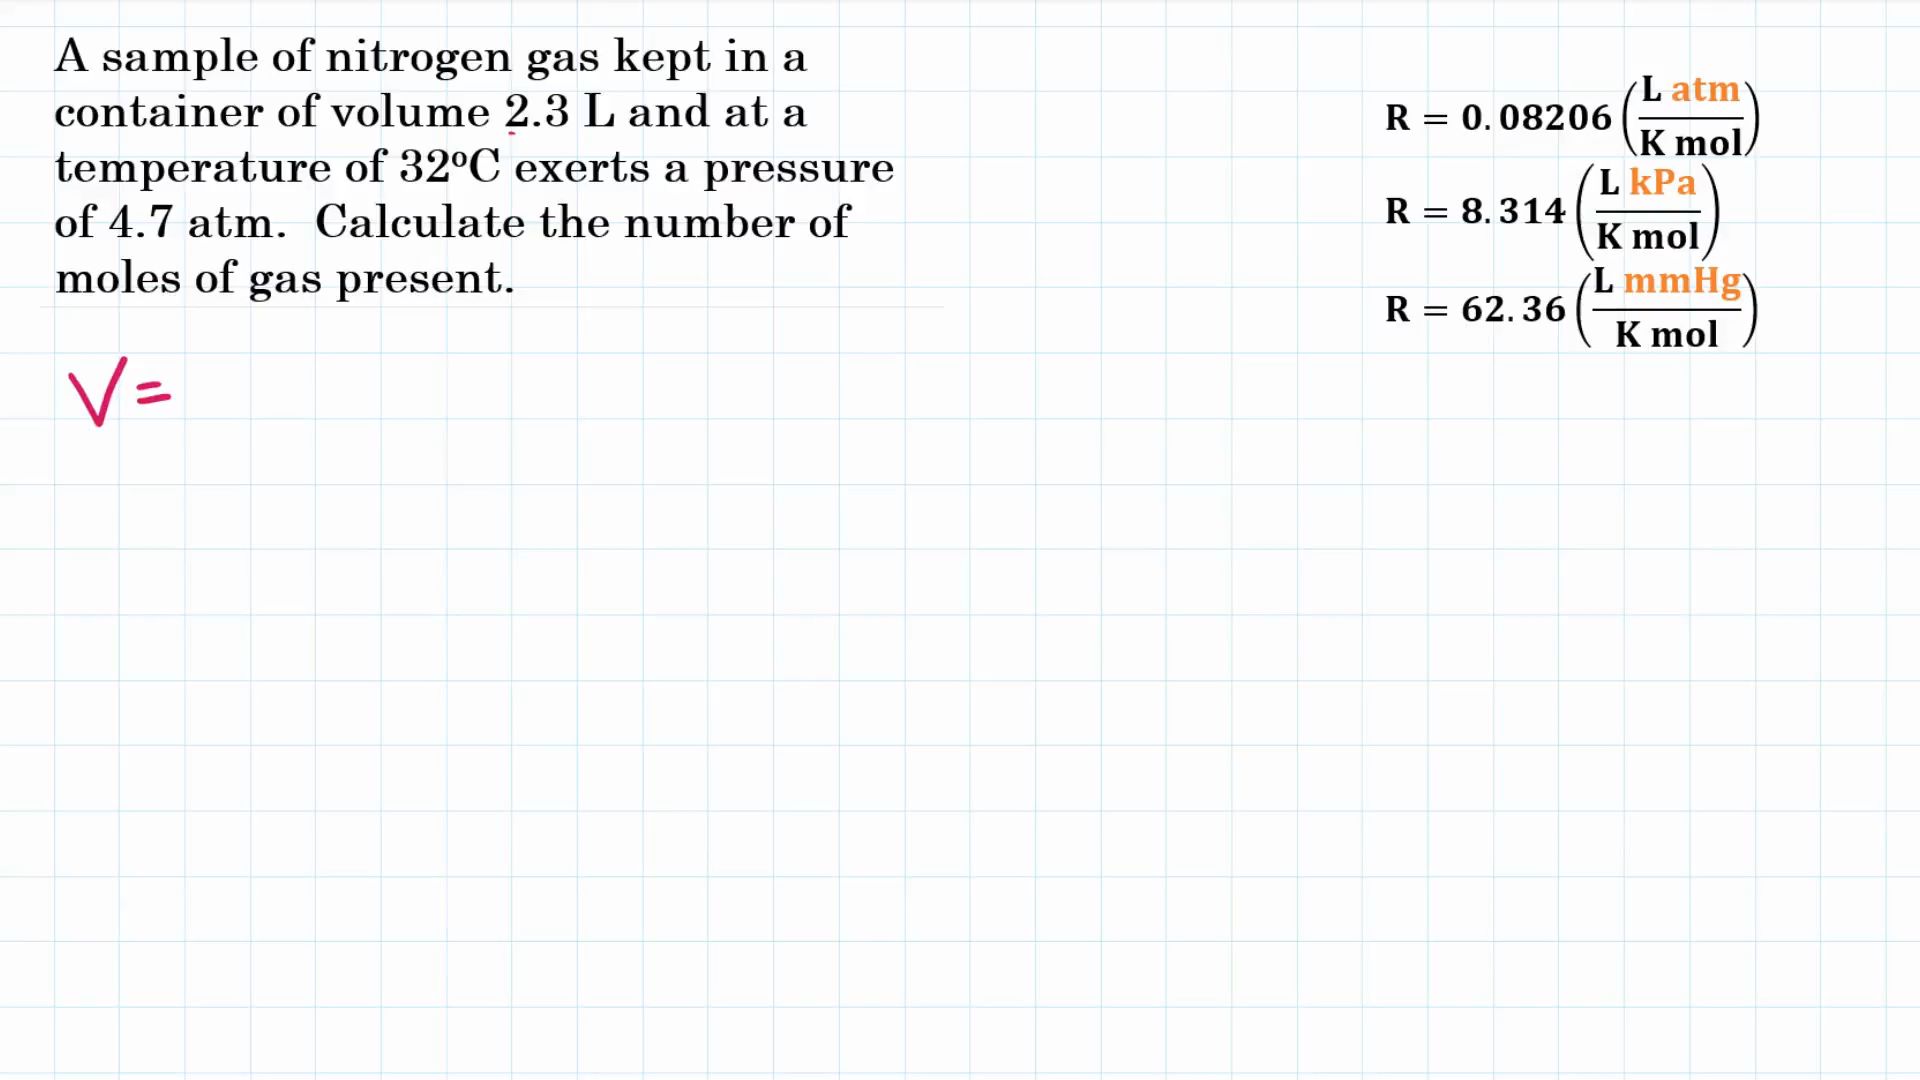 A sample of nitrogen gas kept in a
container of volume 2.3 L and at a
temperature of 32ºC exerts a pressure
of 4.7 atm. Calculate the number of
moles of gas present.
V=
R = 0.08206 (L atm / K mol)
R = 8.314 (L kPa / K mol)
R = 62.36 (L mmHg / K mol)